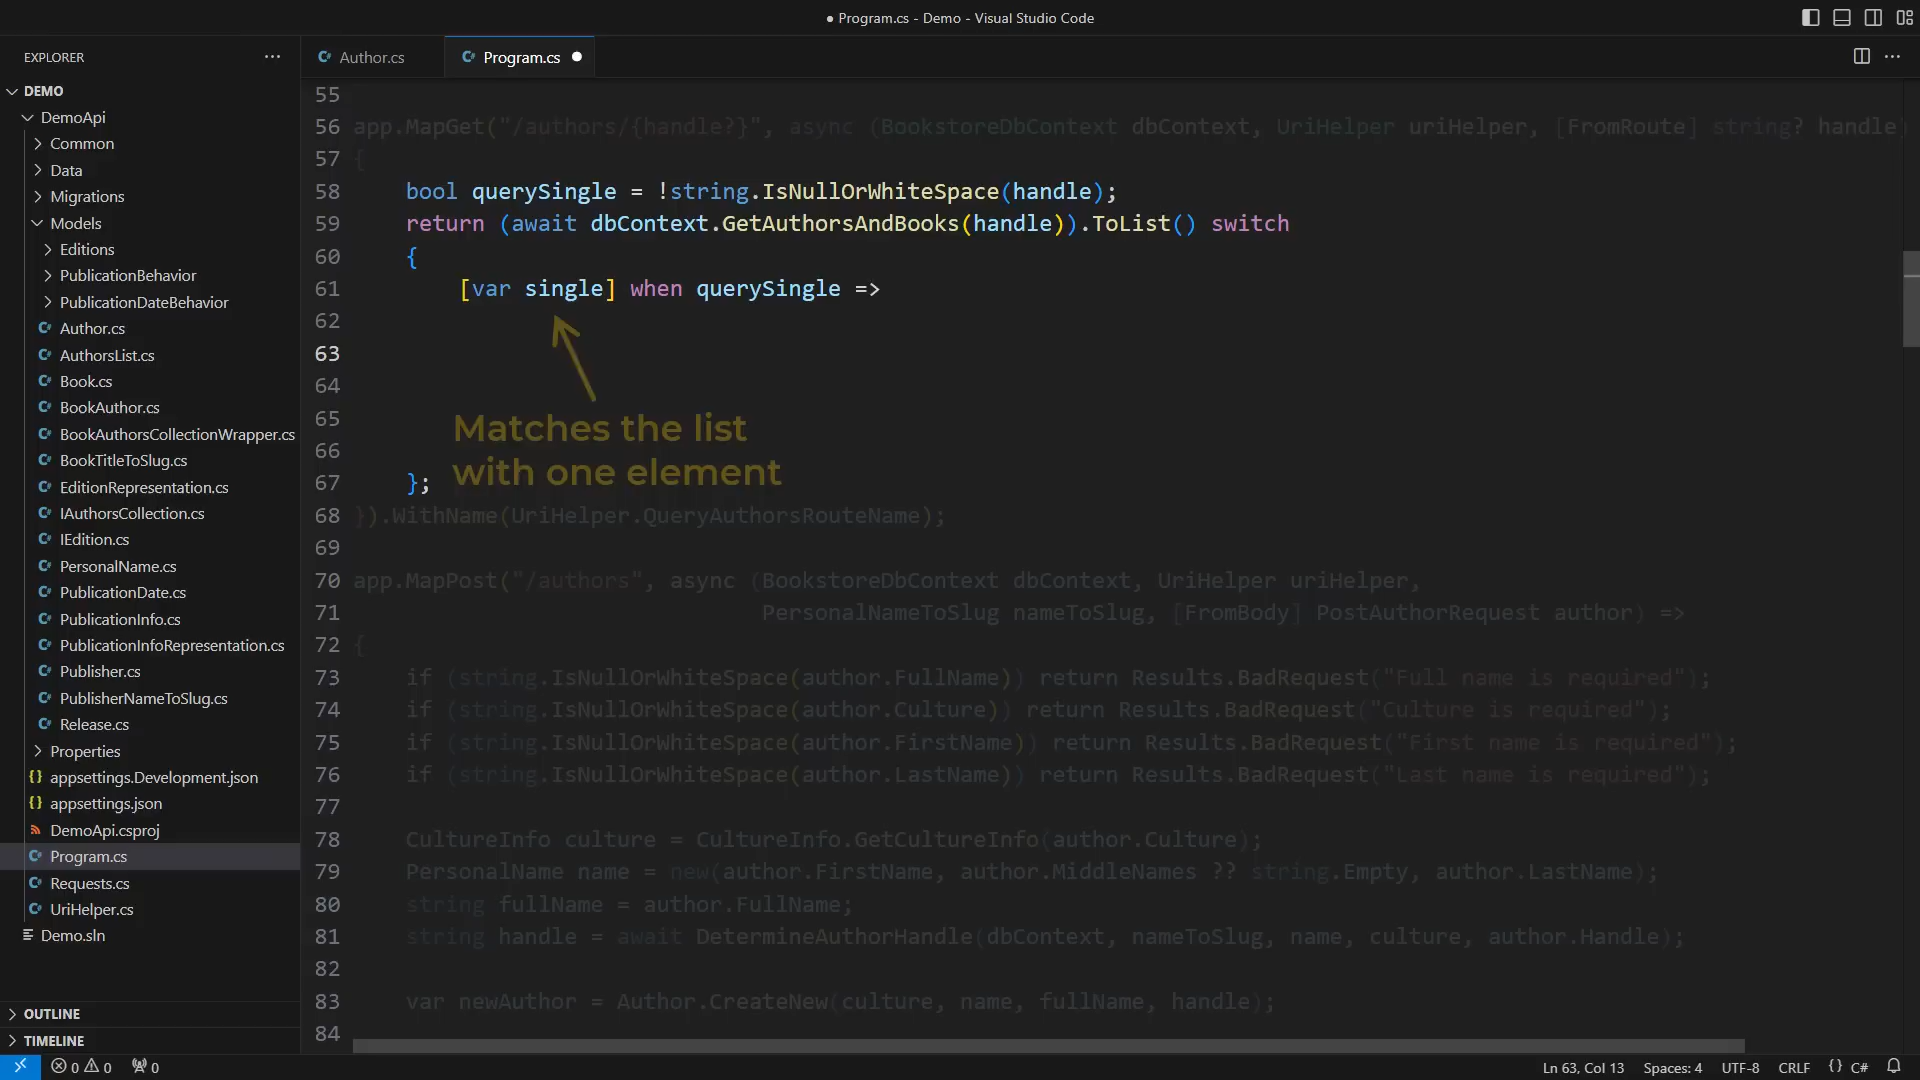 ● Program.cs - Demo - Visual Studio Code
EXPLORER
Author.cs
Program.cs
DEMO
DemoApi
Common
Data
Migrations
Models
Editions
PublicationBehavior
PublicationDateBehavior
Author.cs
AuthorsList.cs
Book.cs
BookAuthor.cs
BookAuthorsCollectionWrapper.cs
BookTitleToSlug.cs
EditionRepresentation.cs
IAuthorsCollection.cs
IEdition.cs
PersonalName.cs
PublicationDate.cs
PublicationInfo.cs
PublicationInfoRepresentation.cs
Publisher.cs
PublisherNameToSlug.cs
Release.cs
Properties
appsettings.Development.json
appsettings.json
DemoApi.csproj
Program.cs
Requests.cs
UriHelper.cs
Demo.sln
OUTLINE
TIMELINE
55
56 app.MapGet("/authors/{handle?}", async (BookstoreDbContext dbContext, UriHelper uriHelper, [FromRoute] string? handle)
57 {
58 bool querySingle = !string.IsNullOrWhiteSpace(handle);
59 return (await dbContext.GetAuthorsAndBooks(handle)).ToList() switch
60 {
61 [var single] when querySingle =>
62
63
64
65
66
67 };
Matches the list
with one element
68 }).WithName(UriHelper.QueryAuthorsRouteName);
69
70 app.MapPost("/authors", async (BookstoreDbContext dbContext, UriHelper uriHelper,
71 PersonalNameToSlug nameToSlug, [FromBody] PostAuthorRequest author) =>
72 {
73 if (string.IsNullOrWhiteSpace(author.FullName)) return Results.BadRequest("Full name is required");
74 if (string.IsNullOrWhiteSpace(author.Culture)) return Results.BadRequest("Culture is required");
75 if (string.IsNullOrWhiteSpace(author.FirstName)) return Results.BadRequest("First name is required");
76 if (string.IsNullOrWhiteSpace(author.LastName)) return Results.BadRequest("Last name is required");
77
78 CultureInfo culture = CultureInfo.GetCultureInfo(author.Culture);
79 PersonalName name = new(author.FirstName, author.MiddleNames ?? string.Empty, author.LastName);
80 string fullName = author.FullName;
81 string handle = await DetermineAuthorHandle(dbContext, nameToSlug, name, culture, author.Handle);
82
83 var newAuthor = Author.CreateNew(culture, name, fullName, handle);
84
0 0 0
Ln 63, Col 13 Spaces: 4 UTF-8 CRLF {} C#